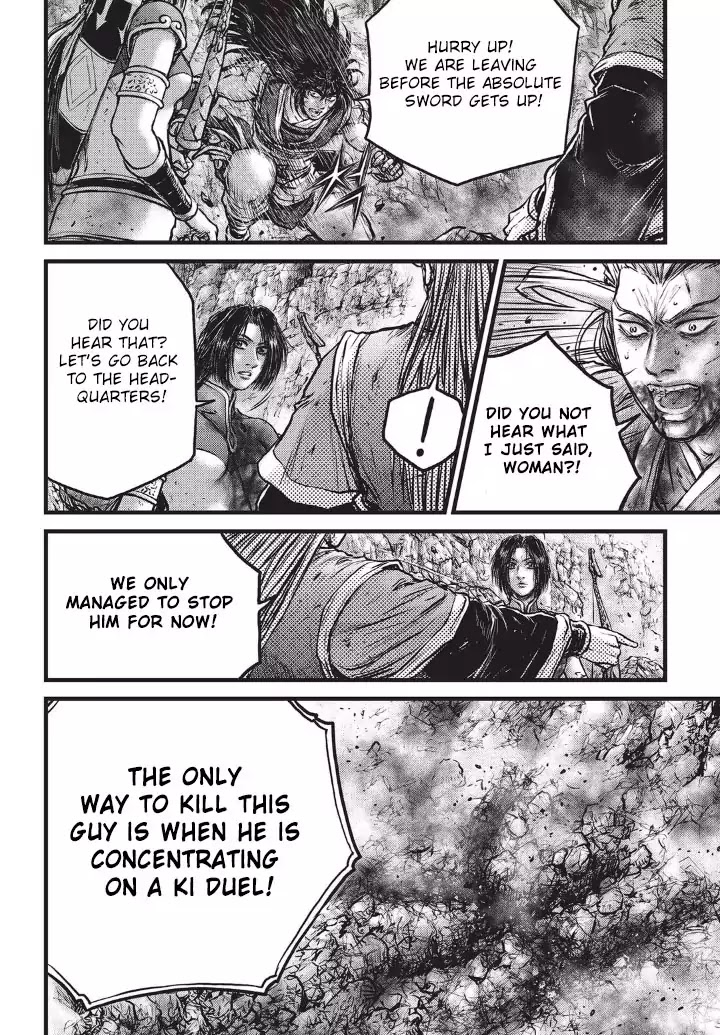 HURRY UP!
WE ARE LEAVING
BEFORE THE ABSOLUTE
SWORD GETS UP!
DID YOU
HEAR THAT?
LET'S GO BACK
TO THE HEAD-
QUARTERS!
!
DID YOU NOT
HEAR WHAT
I JUST SAID,
WOMAN?!
WE ONLY
MANAGED TO STOP
HIM FOR NOW!
THE ONLY
WAY TO KILL THIS
GUY IS WHEN HE IS
CONCENTRATING
ON A KI DUEL!